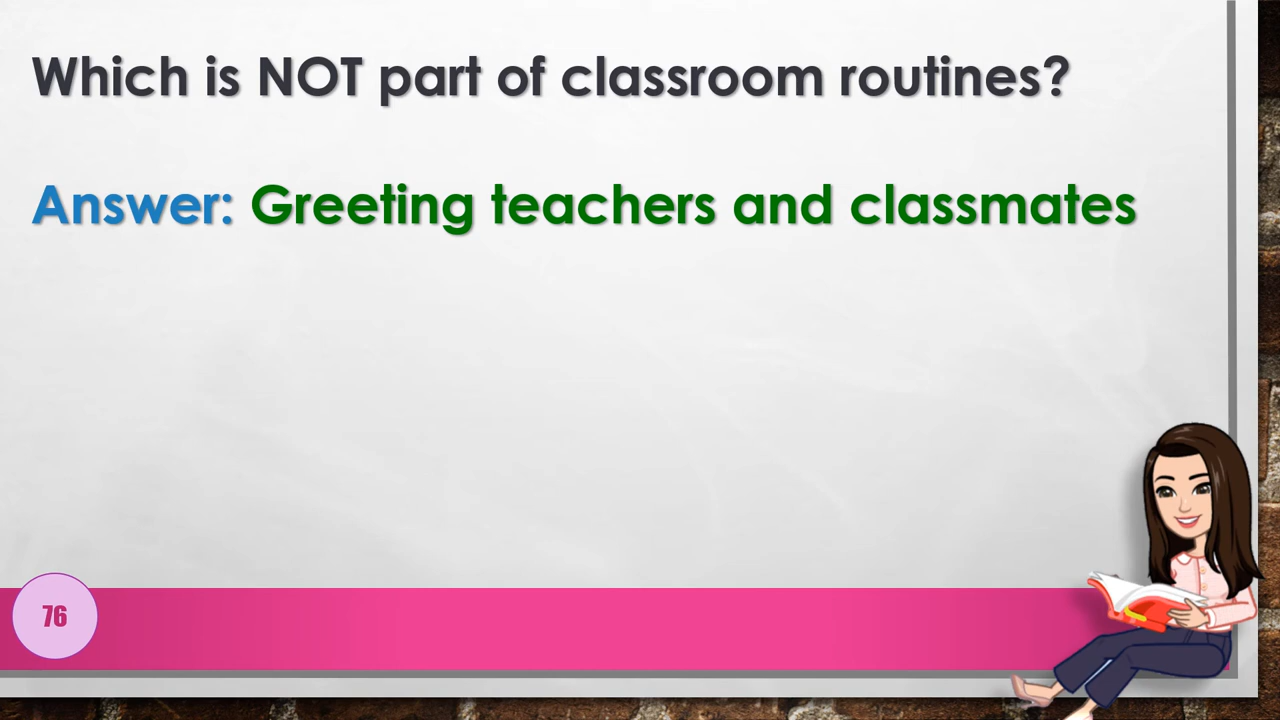 Which is NOT part of classroom routines?
Answer: Greeting teachers and classmates
76